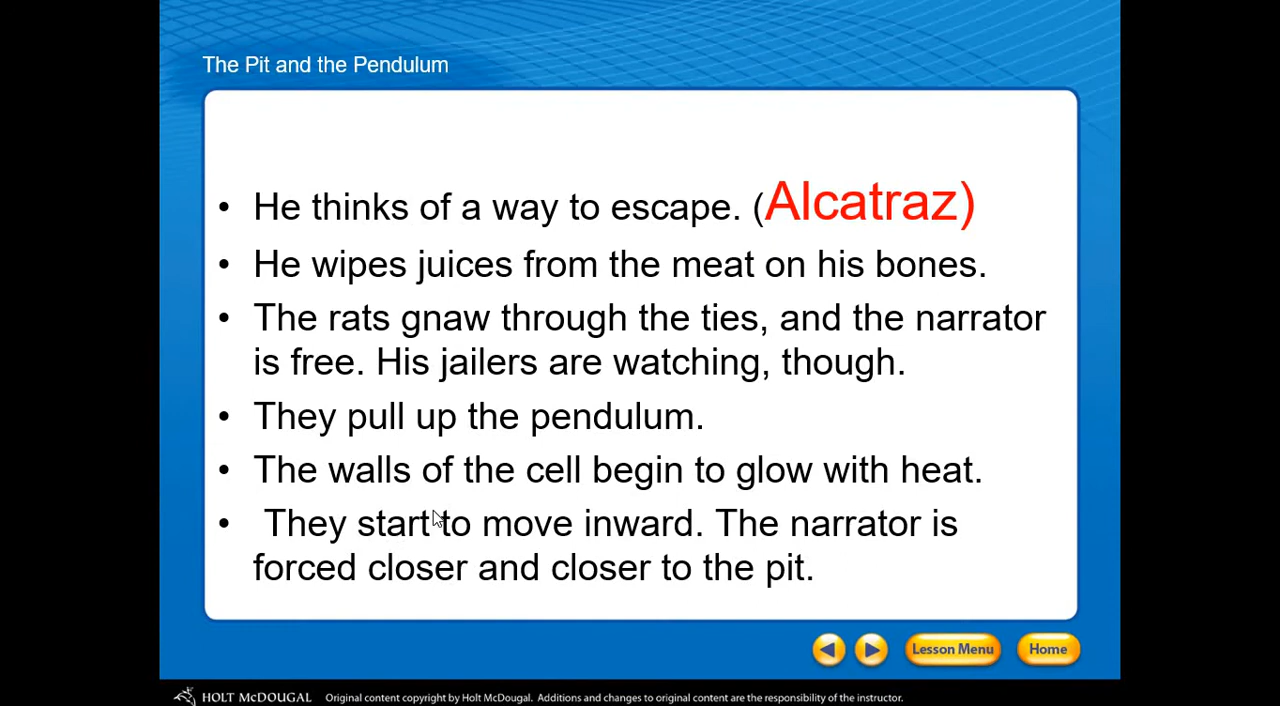 The Pit and the Pendulum
• He thinks of a way to escape. (Alcatraz)
• He wipes juices from the meat on his bones.
• The rats gnaw through the ties, and the narrator
is free. His jailers are watching, though.
• They pull up the pendulum.
• The walls of the cell begin to glow with heat.
• They start to move inward. The narrator is
forced closer and closer to the pit.
Lesson Menu Home
HOLT MCDOUGAL Original content copyright by Holt McDougal. Additions and changes to original content are the responsibility of the instructor.